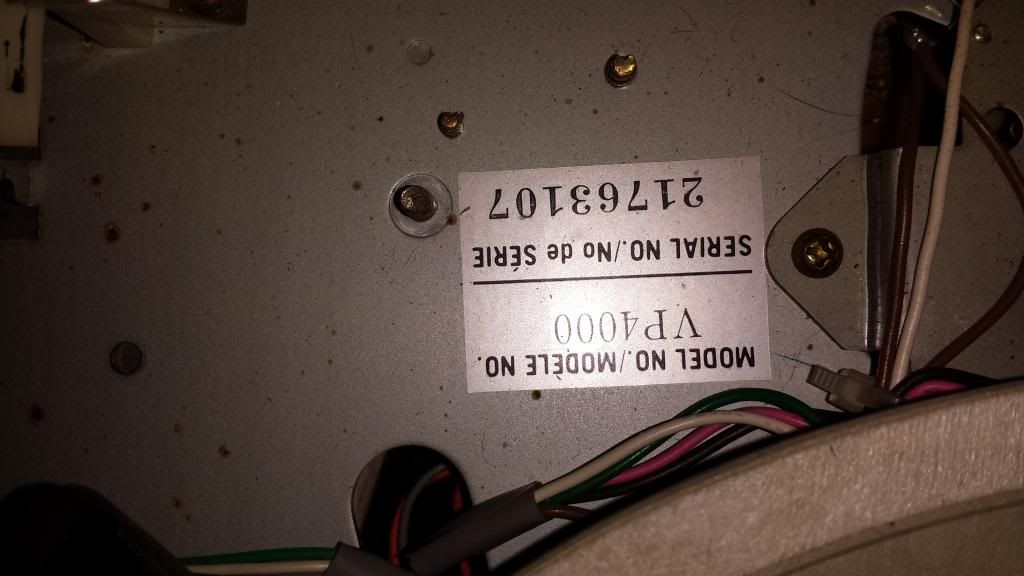 MODEL NO./MODÈLE NO.
VP4000
SERIAL NO./No de SÉRIE
21763107